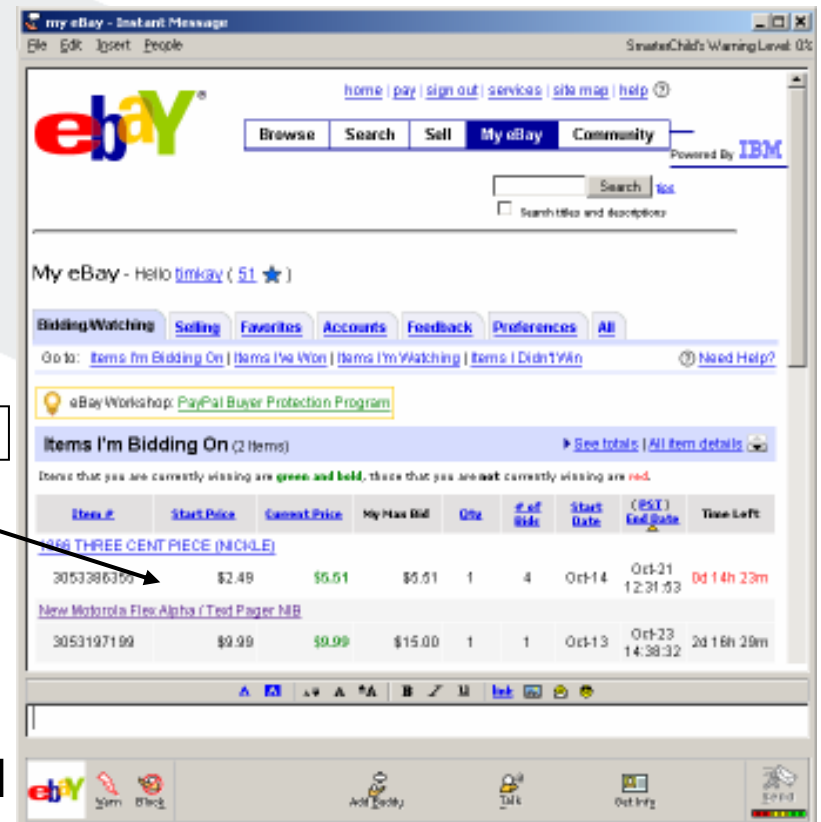 my eBay - Instant Message
File Edit Insert People SmarterChild's Warning Level: 0%
ebaY®
home | pay | sign out | services | site map | help
Browse Search Sell My eBay Community
Powered By IBM
Search tips
Search titles and descriptions
My eBay - Hello timkay ( 51 ★ )
Bidding/Watching Selling Favorites Accounts Feedback Preferences All
Go to: Items I'm Bidding On | Items I've Won | Items I'm Watching | Items I Didn't Win Need Help?
eBay Workshop: PayPal Buyer Protection Program
Items I'm Bidding On (2 Items) See totals | All item details
Items that you are currently winning are green and bold, those that you are not currently winning are red.
Item # Start Price Current Price My Max Bid Qty # of Bids Start Date (PST) End Date Time Left
THREE CENT PIECE (NICKLE)
$2.49 $5.51 $5.51 1 4 Oct-14 Oct-21 12:31:53 0d 14h 23m
New Motorola Flex Alpha / Text Pager NIB
3053197199 $9.99 $9.99 $15.00 1 1 Oct-13 Oct-23 14:38:32 2d 16h 29m
A A A A A B I U link
ebY Warn Block Add Buddy Talk Get Info Send